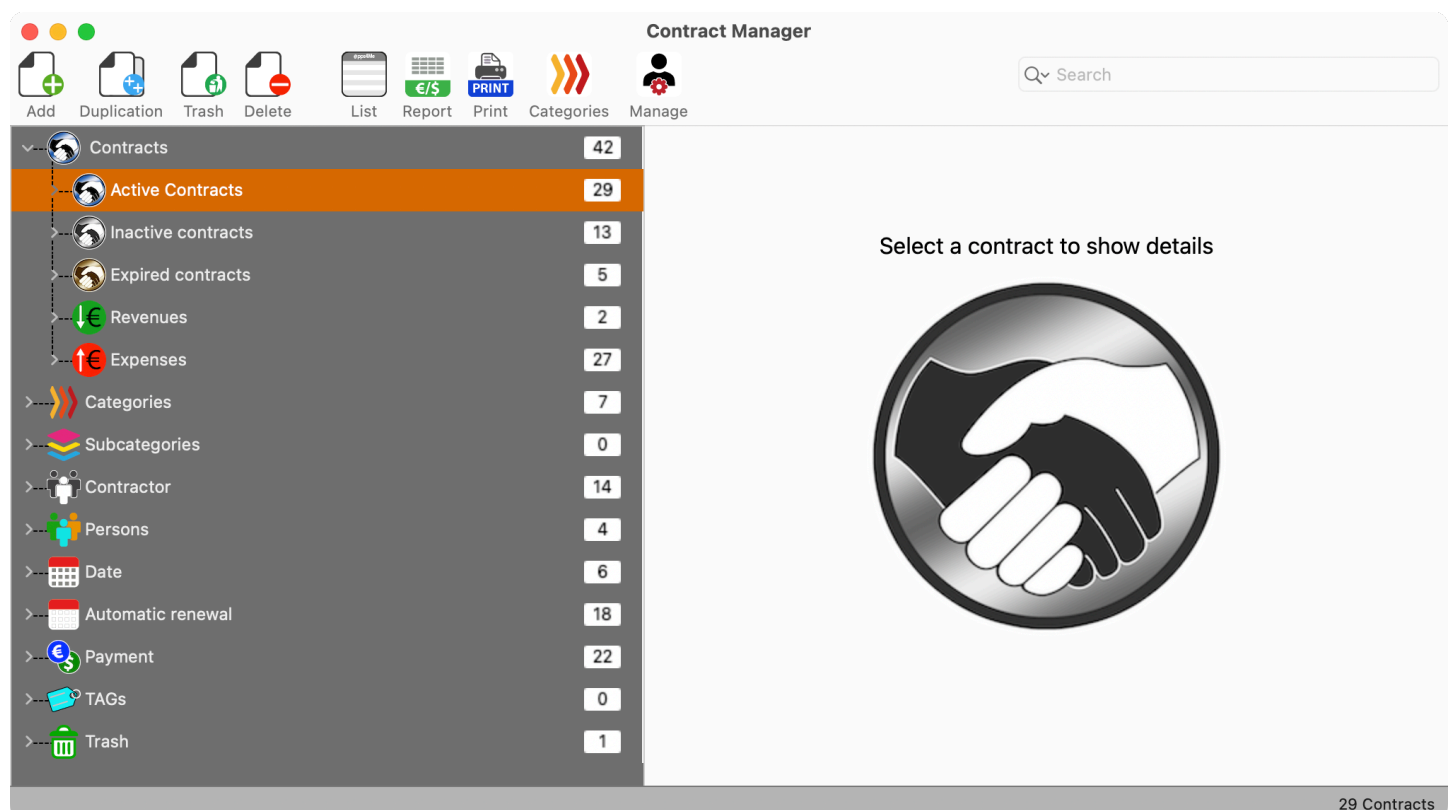 Contract Manager
€/$
PRINT
Search
Add Duplication Trash Delete List Report Print Categories Manage
Contracts 42
Active Contracts 29
Inactive contracts 13
Expired contracts 5
€ Revenues 2
€ Expenses 27
Categories 7
Subcategories 0
Contractor 14
Persons 4
Date 6
Automatic renewal 18
€ $ Payment 22
TAGs 0
Trash 1
Select a contract to show details
29 Contracts